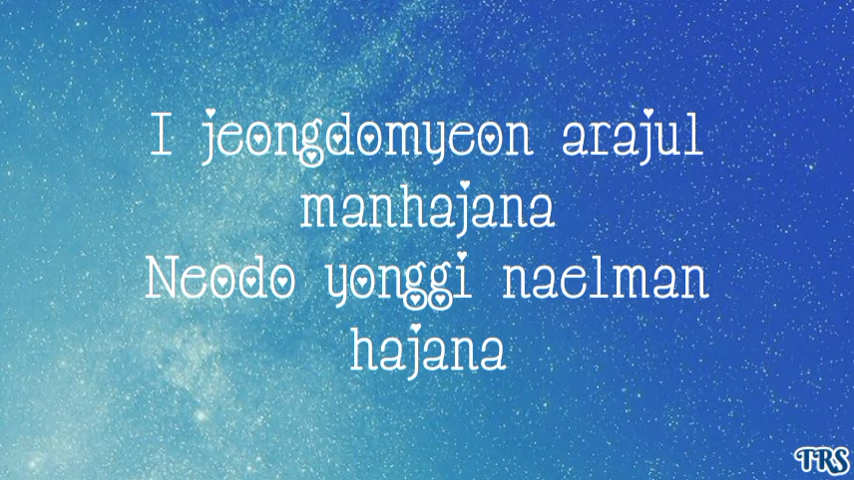 I jeongdomyeon arajul
manhajana
Neodo yonggi naelman
hajana
TRS